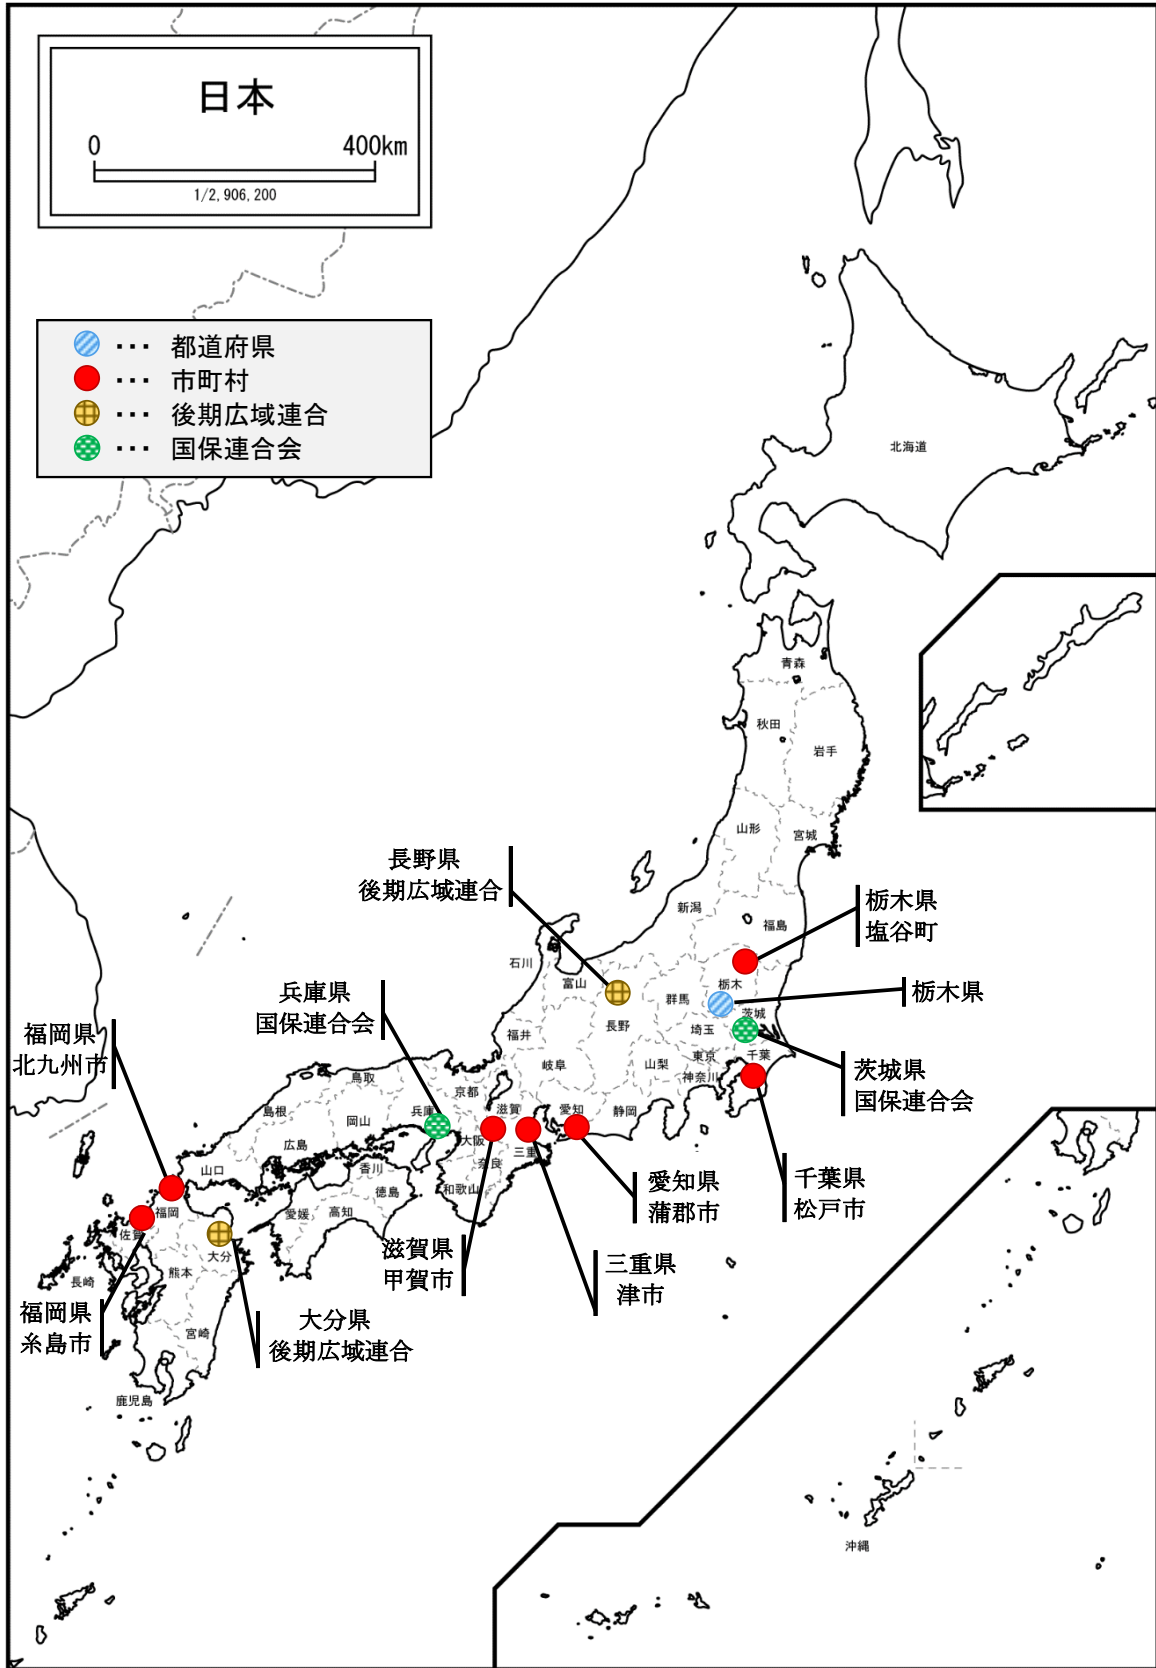 日本
0 400km
1/2,906,200
・・・ 都道府県
・・・ 市町村
・・・ 後期広域連合
・・・ 国保連合会
北海道
青森
秋田
岩手
山形
宮城
長野県
後期広域連合
新潟
福島
栃木県
塩谷町
石川
富山
群馬
栃木
栃木県
兵庫県
国保連合会
長野
茨城
埼玉
福井
福岡県
北九州市
岐阜
山梨
東京
千葉
神奈川
茨城県
国保連合会
鳥取
京都
島根
岡山
兵庫
滋賀
愛知
静岡
広島
大阪
三重
山口
香川
奈良
徳島
和歌山
愛媛
高知
千葉県
松戸市
愛知県
蒲郡市
福岡
佐賀
大分
滋賀県
甲賀市
三重県
津市
長崎
熊本
福岡県
糸島市
大分県
後期広域連合
宮崎
鹿児島
沖縄